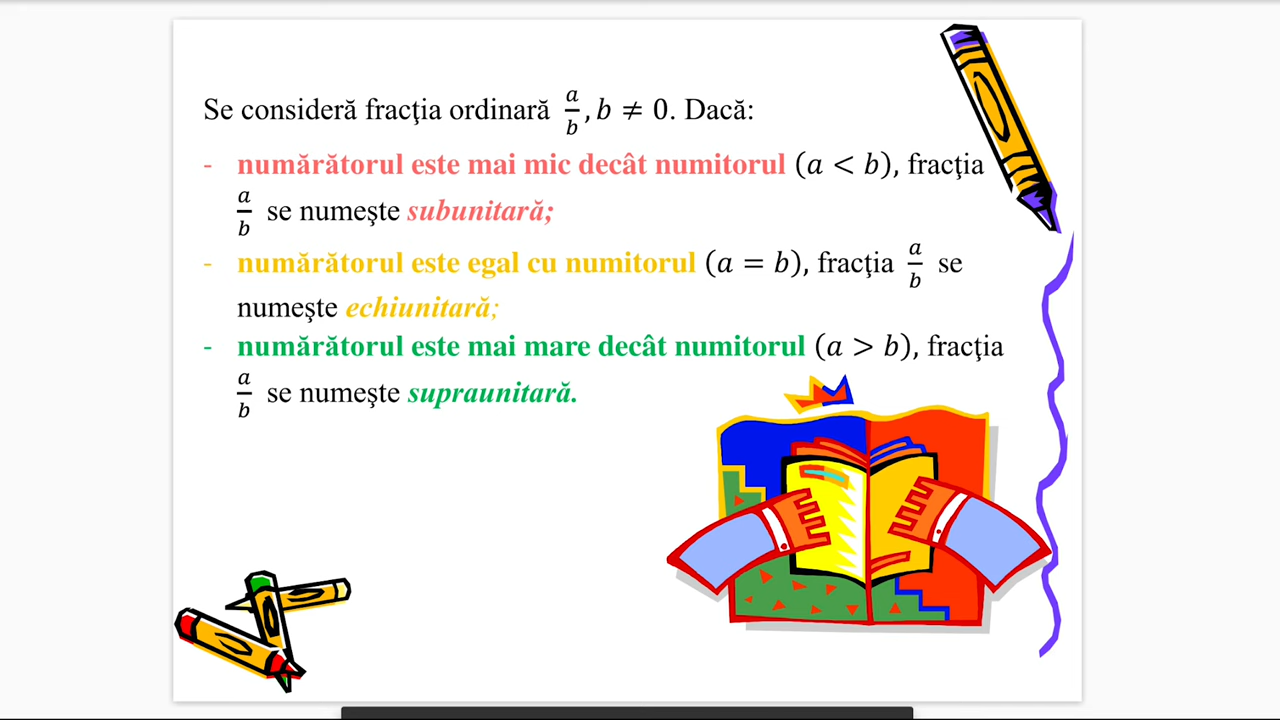 Se consideră fracţia ordinară a/b, b ≠ 0. Dacă:
- numărătorul este mai mic decât numitorul (a < b), fracţia
a/b se numeşte subunitară;
- numărătorul este egal cu numitorul (a = b), fracţia a/b se
numeşte echiunitară;
- numărătorul este mai mare decât numitorul (a > b), fracţia
a/b se numeşte supraunitară.